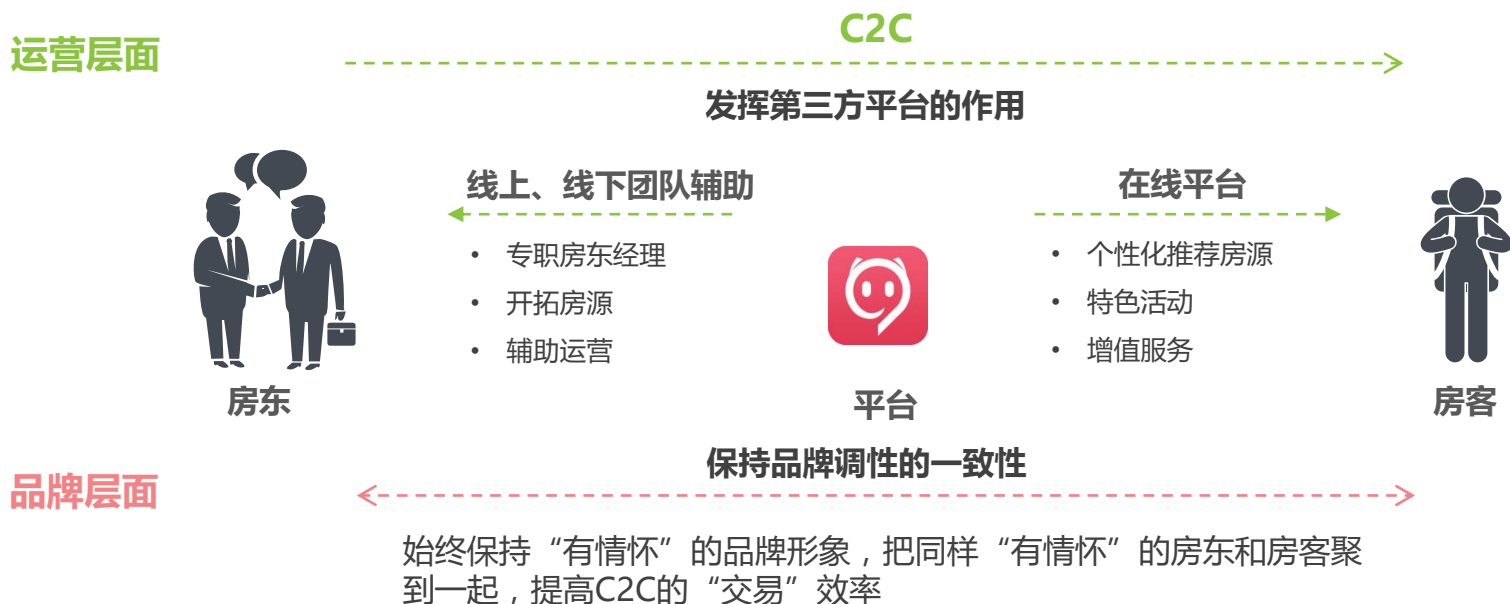 C2C
运营层面
发挥第三方平台的作用
线上、线下团队辅助
• 专职房东经理
• 开拓房源
• 辅助运营
在线平台
• 个性化推荐房源
• 特色活动
• 增值服务
房东
平台
房客
保持品牌调性的一致性
品牌层面
始终保持“有情怀”的品牌形象，把同样“有情怀”的房东和房客聚
到一起，提高C2C的“交易”效率